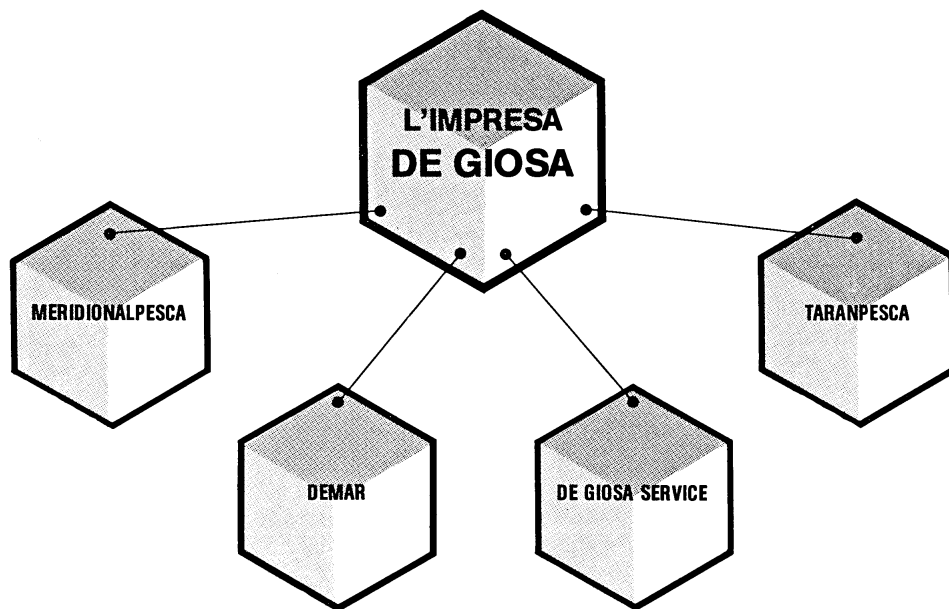 L'IMPRESA
DE GIOSA
MERIDIONALPESCA
TARANPESCA
DEMAR
DE GIOSA SERVICE